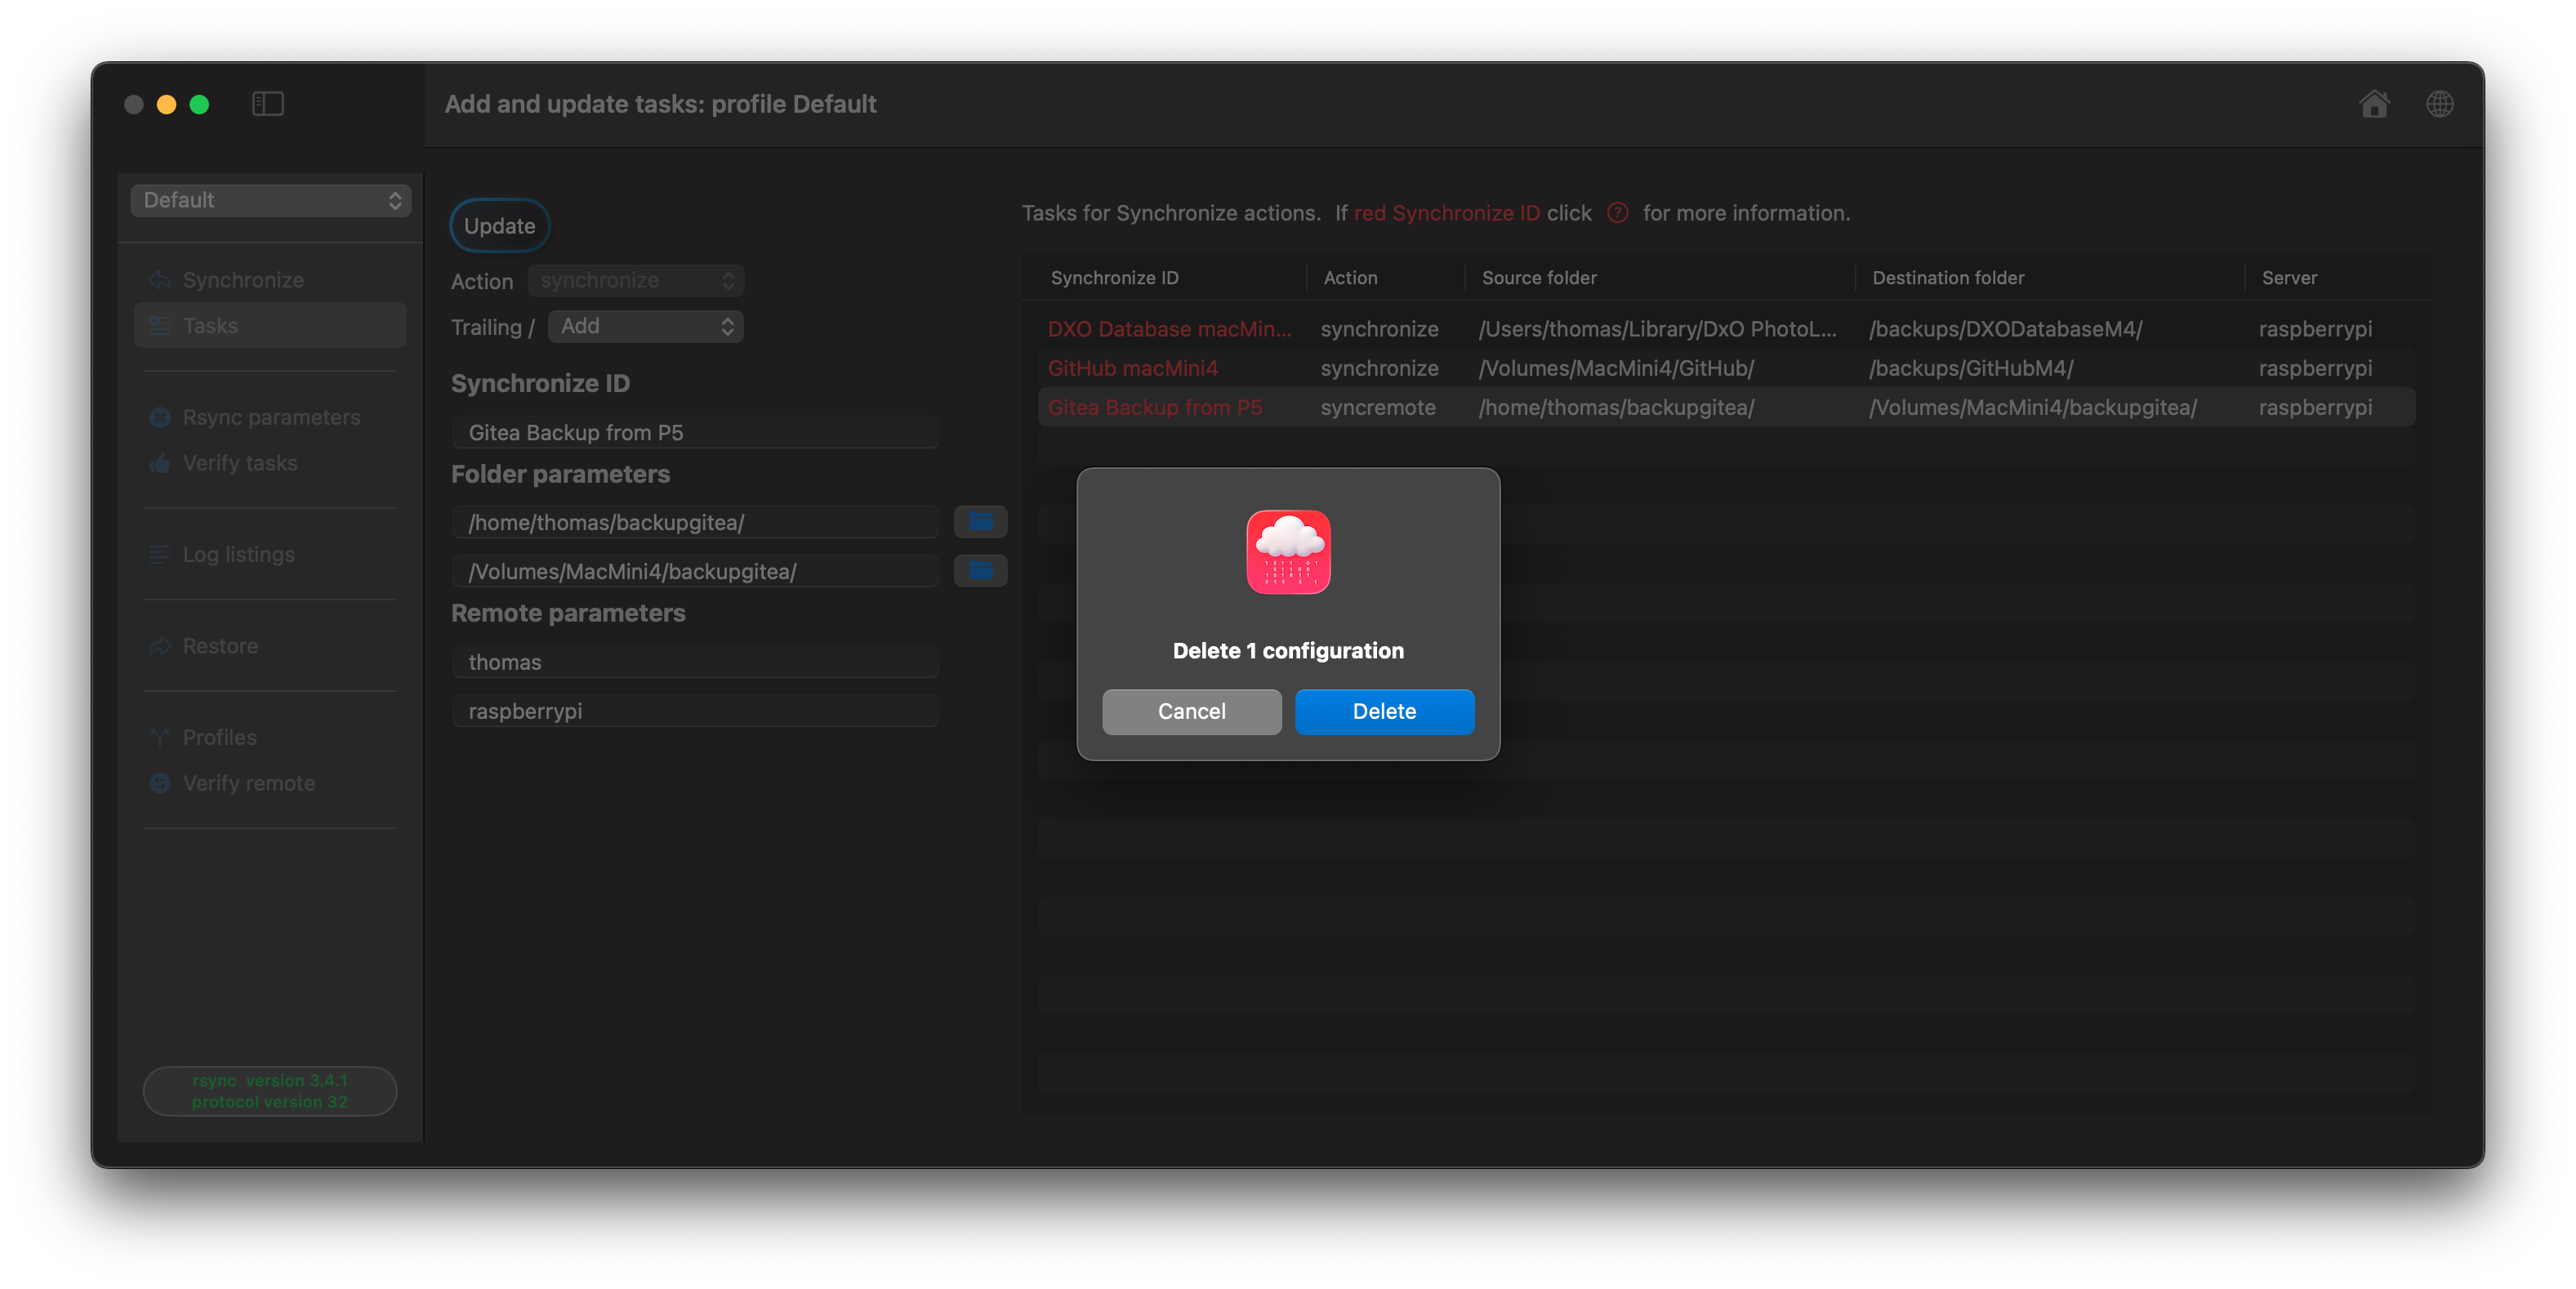 Add and update tasks: profile Default
Default
Synchronize
Tasks
Rsync parameters
Verify tasks
Log listings
Restore
Profiles
Verify remote
rsync version 3.4.1
protocol version 32
Update
Action synchronize
Trailing / Add
Synchronize ID
Gitea Backup from P5
Folder parameters
/home/thomas/backupgitea/
/Volumes/MacMini4/backupgitea/
Remote parameters
thomas
raspberrypi
Tasks for Synchronize actions. If red Synchronize ID click ? for more information.
Synchronize ID Action Source folder Destination folder Server
DXO Database macMin... synchronize /Users/thomas/Library/DxO PhotoL... /backups/DXODatabaseM4/ raspberrypi
GitHub macMini4 synchronize /Volumes/MacMini4/GitHub/ /backups/GitHubM4/ raspberrypi
Gitea Backup from P5 syncremote /home/thomas/backupgitea/ /Volumes/MacMini4/backupgitea/ raspberrypi
Delete 1 configuration
Cancel Delete